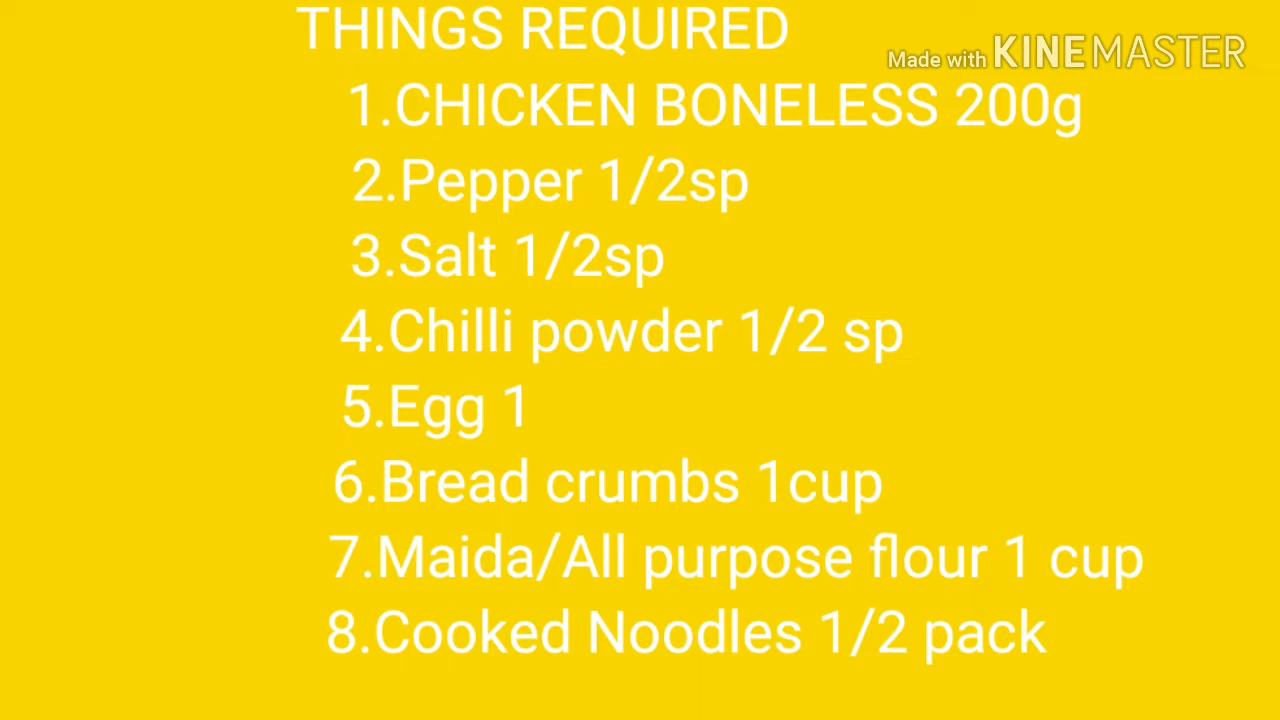 THINGS REQUIRED
Made with KINEMASTER
1.CHICKEN BONELESS 200g
2.Pepper 1/2sp
3.Salt 1/2sp
4.Chilli powder 1/2 sp
5.Egg 1
6.Bread crumbs 1cup
7.Maida/All purpose flour 1 cup
8.Cooked Noodles 1/2 pack